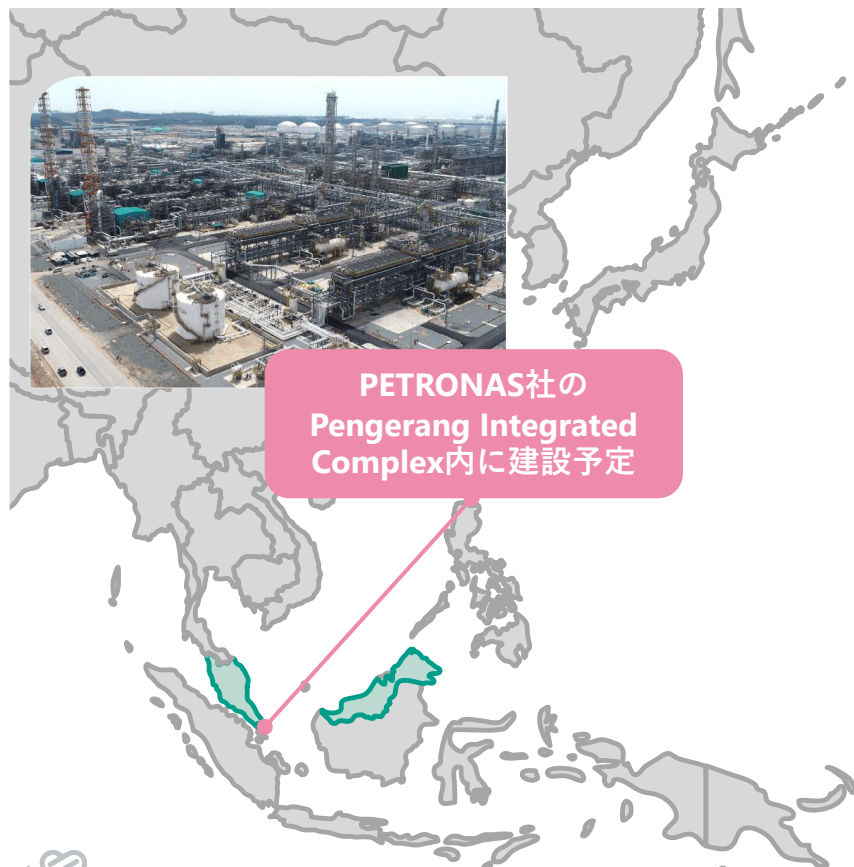 PETRONAS社の
Pengerang Integrated
Complex内に建設予定